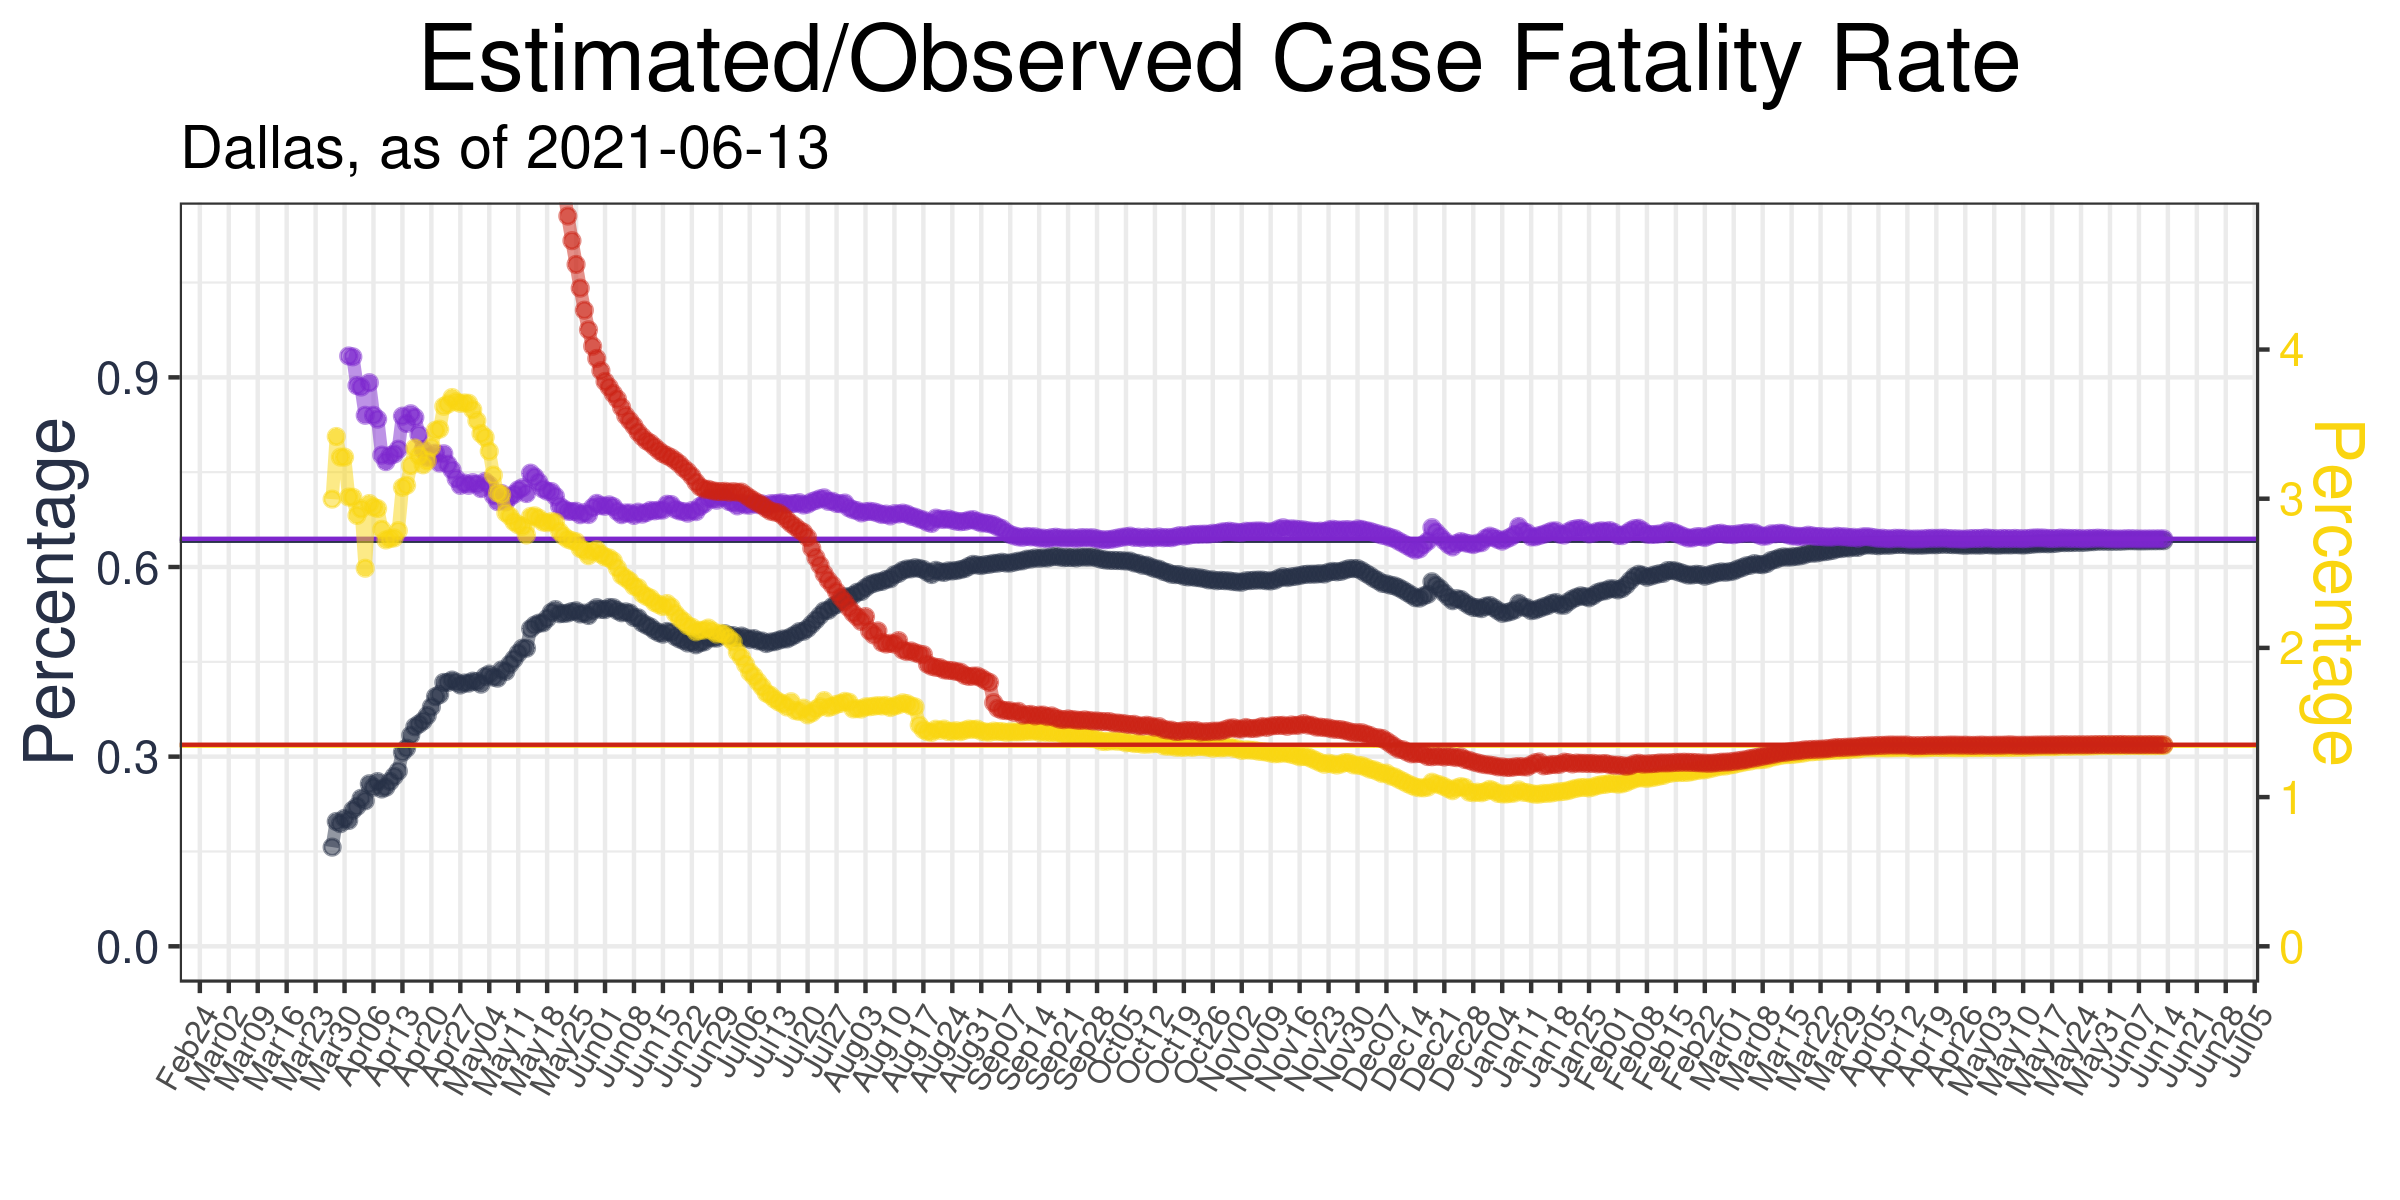 Estimated/Observed Case Fatality Rate
Dallas, as of 2021-06-13
Percentage
0.9
0.6
0.3
0.0
4
3
2
1
0
Percentage
Feb24 Mar02 Mar09 Mar16 Mar23 Mar30 Apr06 Apr13 Apr20 Apr27 May04 May11 May18 May25 Jun01 Jun08 Jun15 Jun22 Jun29 Jul06 Jul13 Jul20 Jul27 Aug03 Aug10 Aug17 Aug24 Aug31 Sep07 Sep14 Sep21 Sep28 Oct05 Oct12 Oct19 Oct26 Nov02 Nov09 Nov16 Nov23 Nov30 Dec07 Dec14 Dec21 Dec28 Jan04 Jan11 Jan18 Jan25 Feb01 Feb08 Feb15 Feb22 Mar01 Mar08 Mar15 Mar22 Mar29 Apr05 Apr12 Apr19 Apr26 May03 May10 May17 May24 May31 Jun07 Jun14 Jun21 Jun28 Jul05